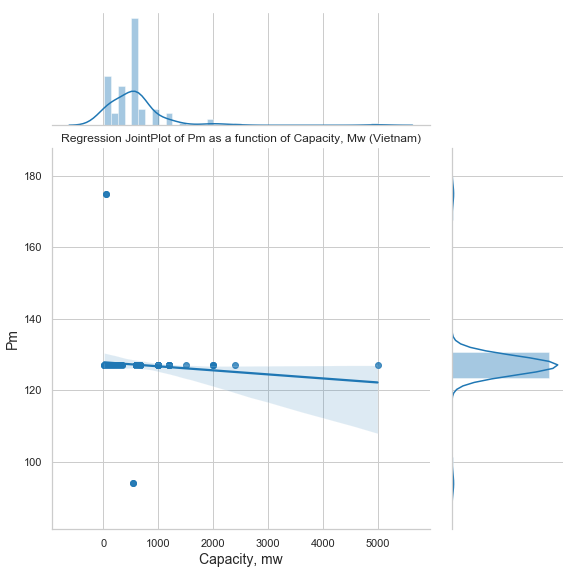 Regression JointPlot of Pm as a function of Capacity, Mw (Vietnam)
180
160
140
120
100
Pm
0 1000 2000 3000 4000 5000
Capacity, mw